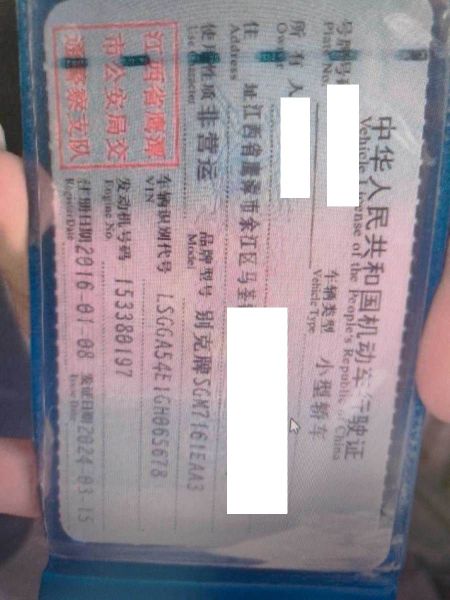 中华人民共和国机动车行驶证
Vehicle License of the People's Republic of China
号牌号码 车辆类型 小型轿车
Plate No. Vehicle Type
所有人
Owner
住址 江西省鹰潭市余江区马荃
Address
使用性质 非营运 品牌型号 别克牌SGM7161EAA3
Use Character Model
江西省鹰潭
市公安局交
通警察支队
车辆识别代号 LSGGA54E1GH065678
VIN
发动机号码 153380197
Engine No.
注册日期 2016-01-08 发证日期 2024-03-15
Register Date Issue Date